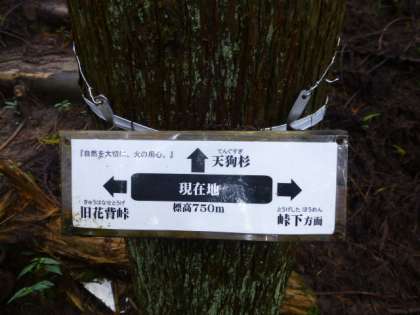 『自然を大切に、火の用心。』
てんぐすぎ
天狗杉
現在地
標高750m
きゅうはなせとうげ
旧花背峠
とうげした ほうめん
峠下方面